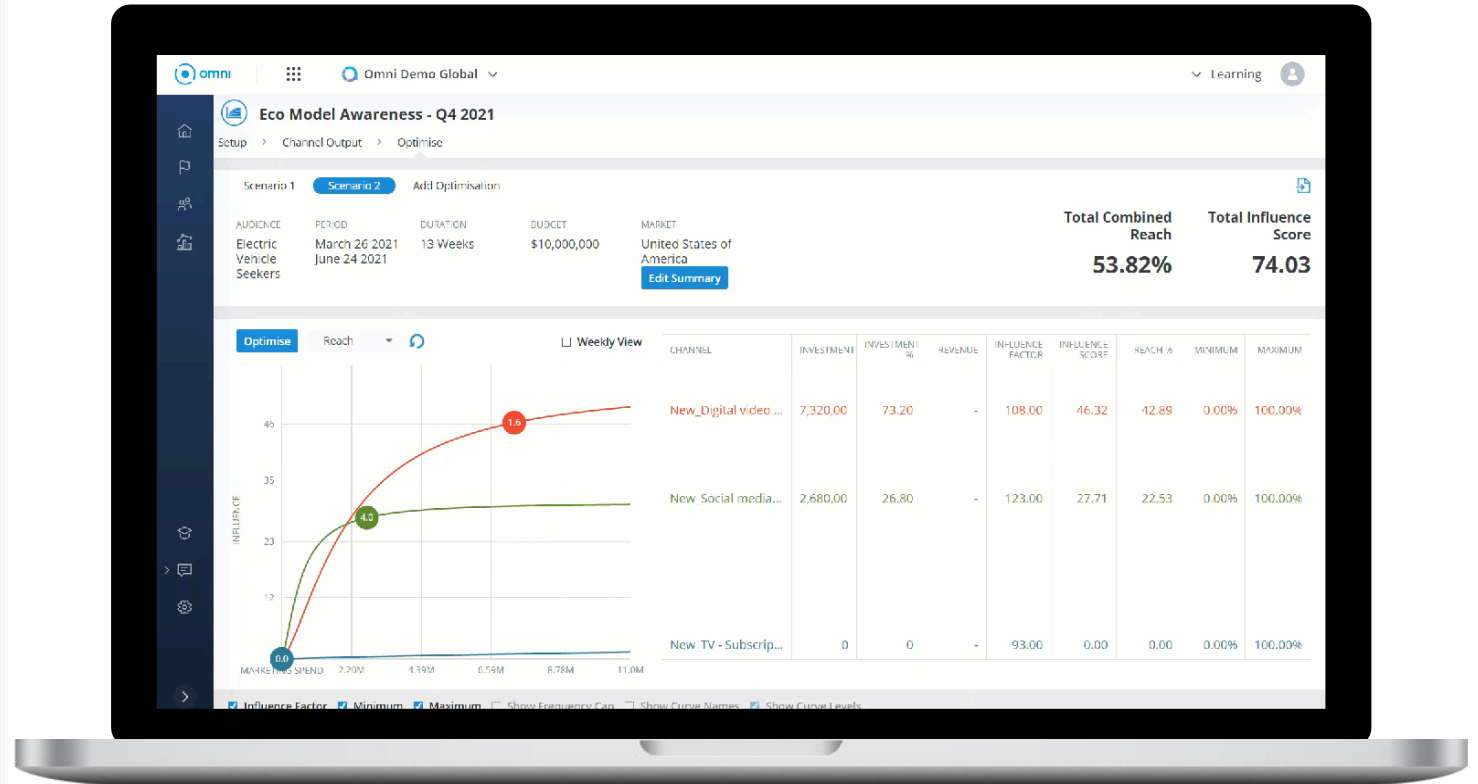 omni
Omni Demo Global
Learning
Eco Model Awareness - Q4 2021
Setup > Channel Output > Optimise
Scenario 1 Scenario 2 Add Optimisation
AUDIENCE
Electric
Vehicle
Seekers
PERIOD
March 26 2021
June 24 2021
DURATION
13 Weeks
BUDGET
$10,000,000
MARKET
United States of
America
Edit Summary
Total Combined
Reach
53.82%
Total Influence
Score
74.03
Optimise Reach Weekly View
INFLUENCE
46
35
23
12
1.6
4.0
0.0
MARKETING SPEND 2.20M 4.39M 6.59M 8.78M 11.0M
CHANNEL INVESTMENT INVESTMENT % REVENUE INFLUENCE FACTOR INFLUENCE SCORE REACH % MINIMUM MAXIMUM
New_Digital video ... 7,320,00 73.20 - 108.00 46.32 42.89 0.00% 100.00%
New_Social media... 2,680,00 26.80 - 123.00 27.71 22.53 0.00% 100.00%
New_TV - Subscrip... 0 0 - 93.00 0.00 0.00 0.00% 100.00%
Influence Factor Minimum Maximum Show Frequency Cap Show Curve Names Show Curve Levels